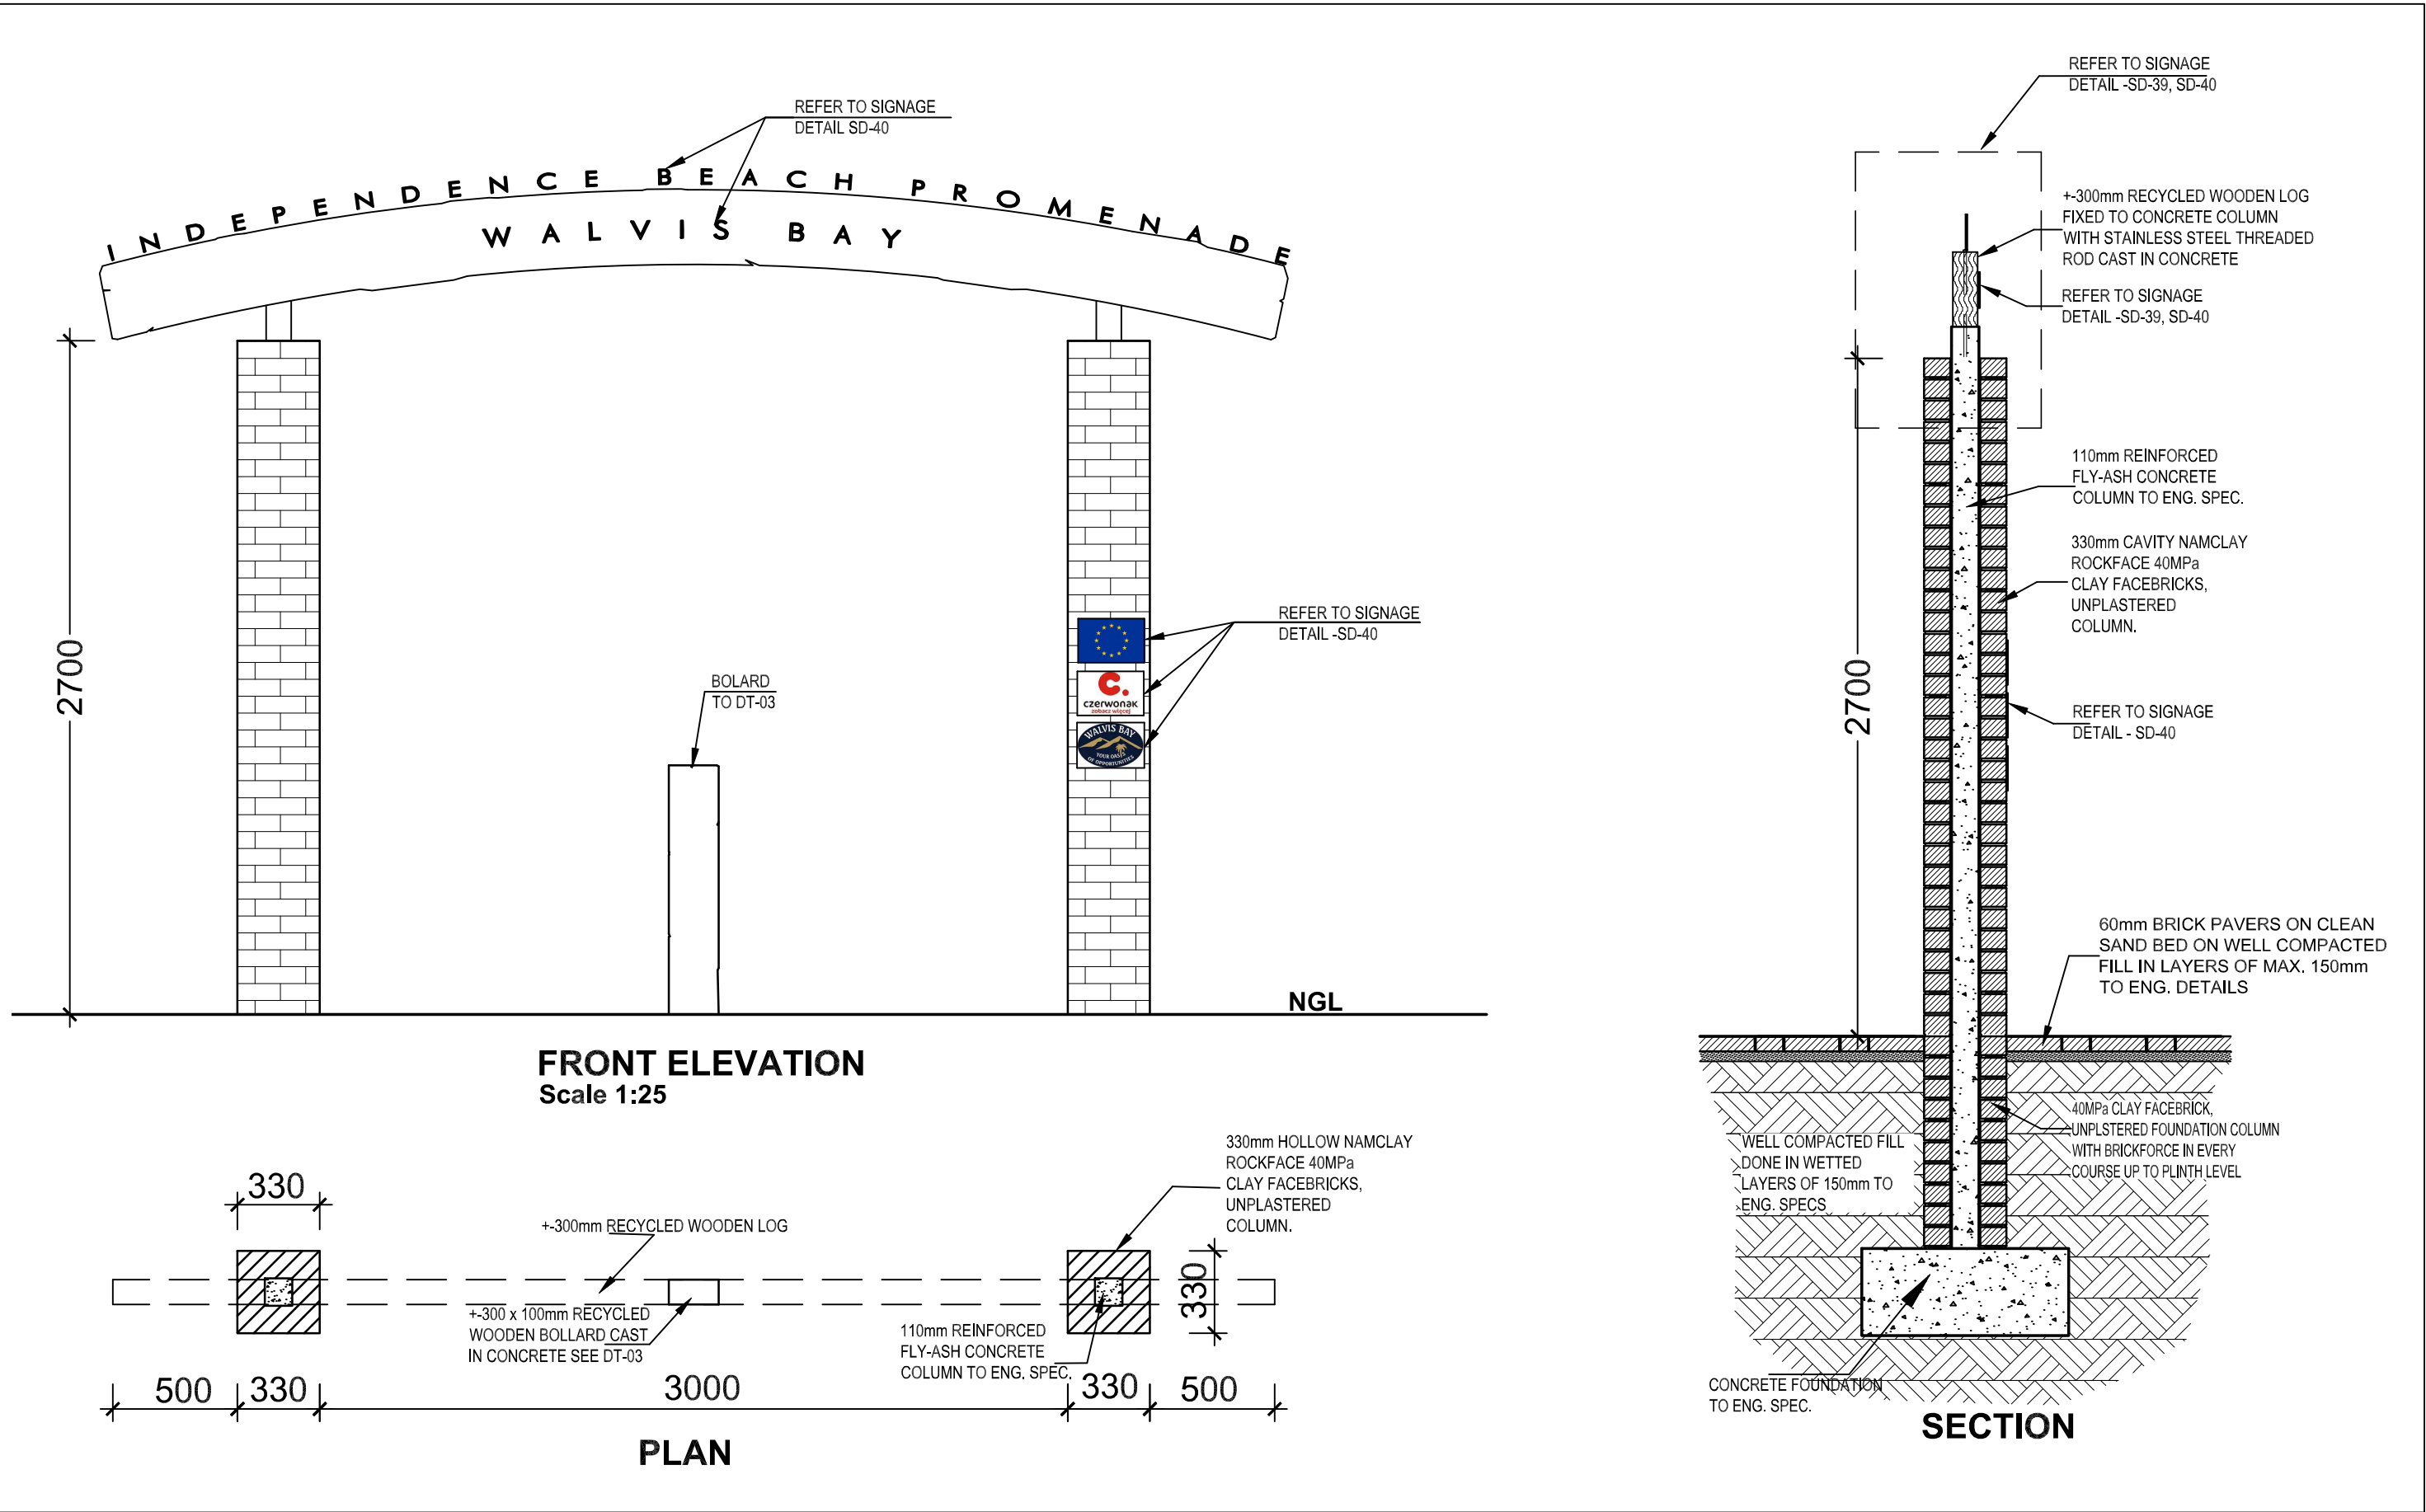 REFER TO SIGNAGE
DETAIL SD-40
INDEPENDENCE BEACH PROMENADE
WALVIS BAY
2700
REFER TO SIGNAGE
DETAIL -SD-40
czerwonak
zobacz więcej
WALVIS BAY
YOUR OASIS
OF OPPORTUNITIES
BOLARD
TO DT-03
NGL
FRONT ELEVATION
Scale 1:25
330
+-300mm RECYCLED WOODEN LOG
330mm HOLLOW NAMCLAY
ROCKFACE 40MPa
CLAY FACEBRICKS,
UNPLASTERED
COLUMN.
330
+-300 x 100mm RECYCLED
WOODEN BOLLARD CAST
IN CONCRETE SEE DT-03
110mm REINFORCED
FLY-ASH CONCRETE
COLUMN TO ENG. SPEC.
500 330 3000 330 500
PLAN
REFER TO SIGNAGE
DETAIL -SD-39, SD-40
+-300mm RECYCLED WOODEN LOG
FIXED TO CONCRETE COLUMN
WITH STAINLESS STEEL THREADED
ROD CAST IN CONCRETE
REFER TO SIGNAGE
DETAIL -SD-39, SD-40
110mm REINFORCED
FLY-ASH CONCRETE
COLUMN TO ENG. SPEC.
330mm CAVITY NAMCLAY
ROCKFACE 40MPa
CLAY FACEBRICKS,
UNPLASTERED
COLUMN.
2700
REFER TO SIGNAGE
DETAIL - SD-40
60mm BRICK PAVERS ON CLEAN
SAND BED ON WELL COMPACTED
FILL IN LAYERS OF MAX. 150mm
TO ENG. DETAILS
40MPa CLAY FACEBRICK,
UNPLSTERED FOUNDATION COLUMN
WITH BRICKFORCE IN EVERY
COURSE UP TO PLINTH LEVEL
WELL COMPACTED FILL
DONE IN WETTED
LAYERS OF 150mm TO
ENG. SPECS
CONCRETE FOUNDATION
TO ENG. SPEC.
SECTION